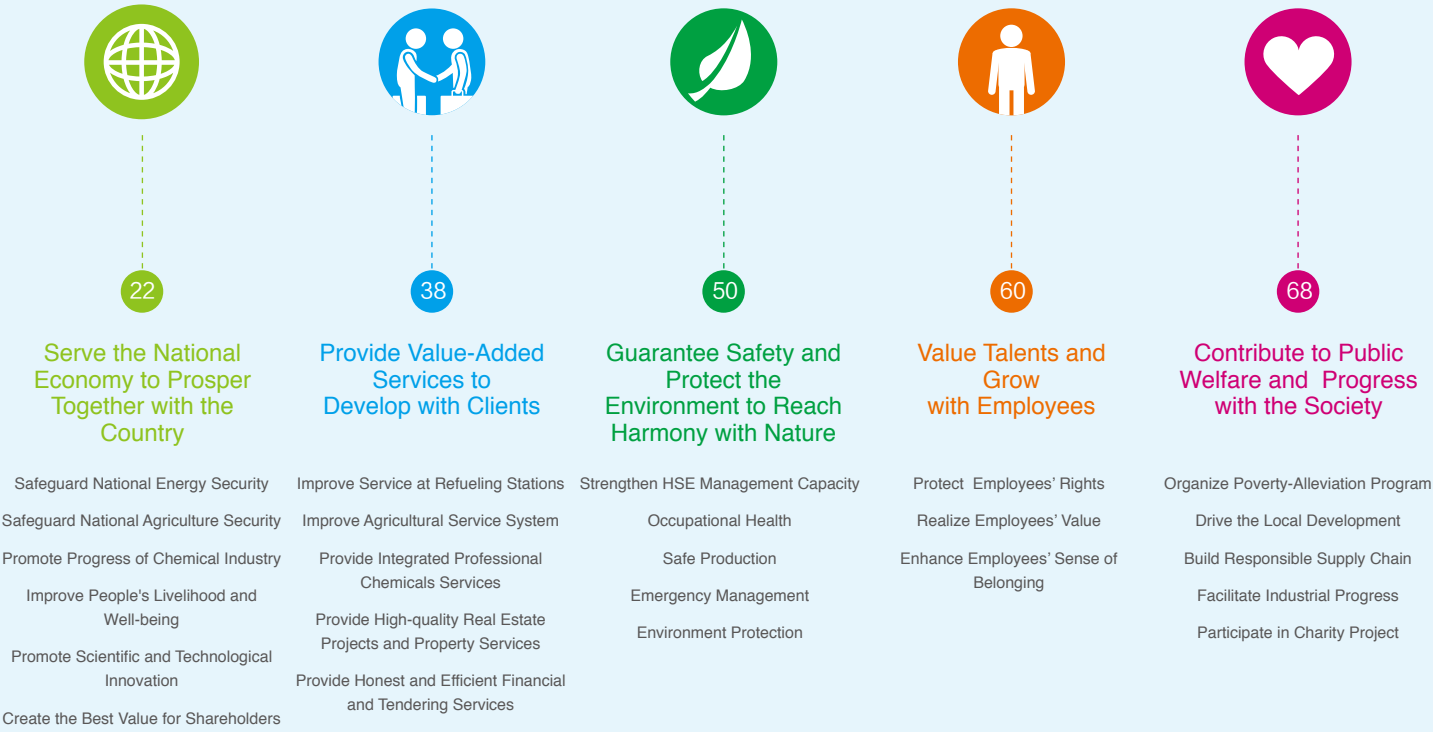 22
Serve the National
Economy to Prosper
Together with the
Country
Safeguard National Energy Security
Safeguard National Agriculture Security
Promote Progress of Chemical Industry
Improve People's Livelihood and
Well-being
Promote Scientific and Technological
Innovation
Create the Best Value for Shareholders
38
Provide Value-Added
Services to
Develop with Clients
Improve Service at Refueling Stations
Improve Agricultural Service System
Provide Integrated Professional
Chemicals Services
Provide High-quality Real Estate
Projects and Property Services
Provide Honest and Efficient Financial
and Tendering Services
50
Guarantee Safety and
Protect the
Environment to Reach
Harmony with Nature
Strengthen HSE Management Capacity
Occupational Health
Safe Production
Emergency Management
Environment Protection
60
Value Talents and
Grow
with Employees
Protect Employees' Rights
Realize Employees' Value
Enhance Employees' Sense of
Belonging
68
Contribute to Public
Welfare and Progress
with the Society
Organize Poverty-Alleviation Program
Drive the Local Development
Build Responsible Supply Chain
Facilitate Industrial Progress
Participate in Charity Project